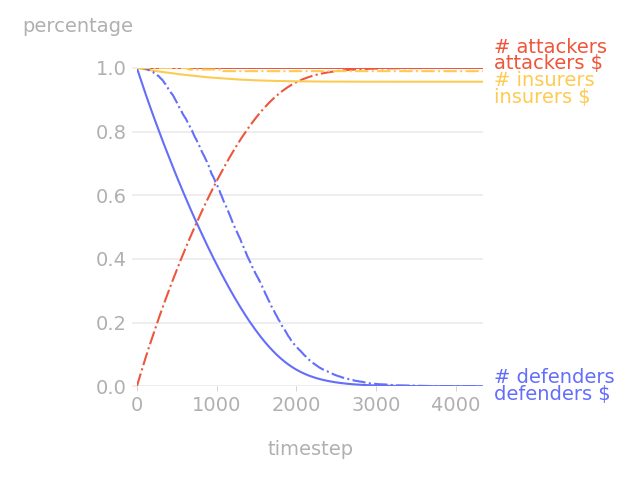 percentage
# attackers
attackers $
# insurers
insurers $
1.0
0.8
0.6
0.4
0.2
0.0
# defenders
defenders $
0
1000
2000
3000
4000
timestep